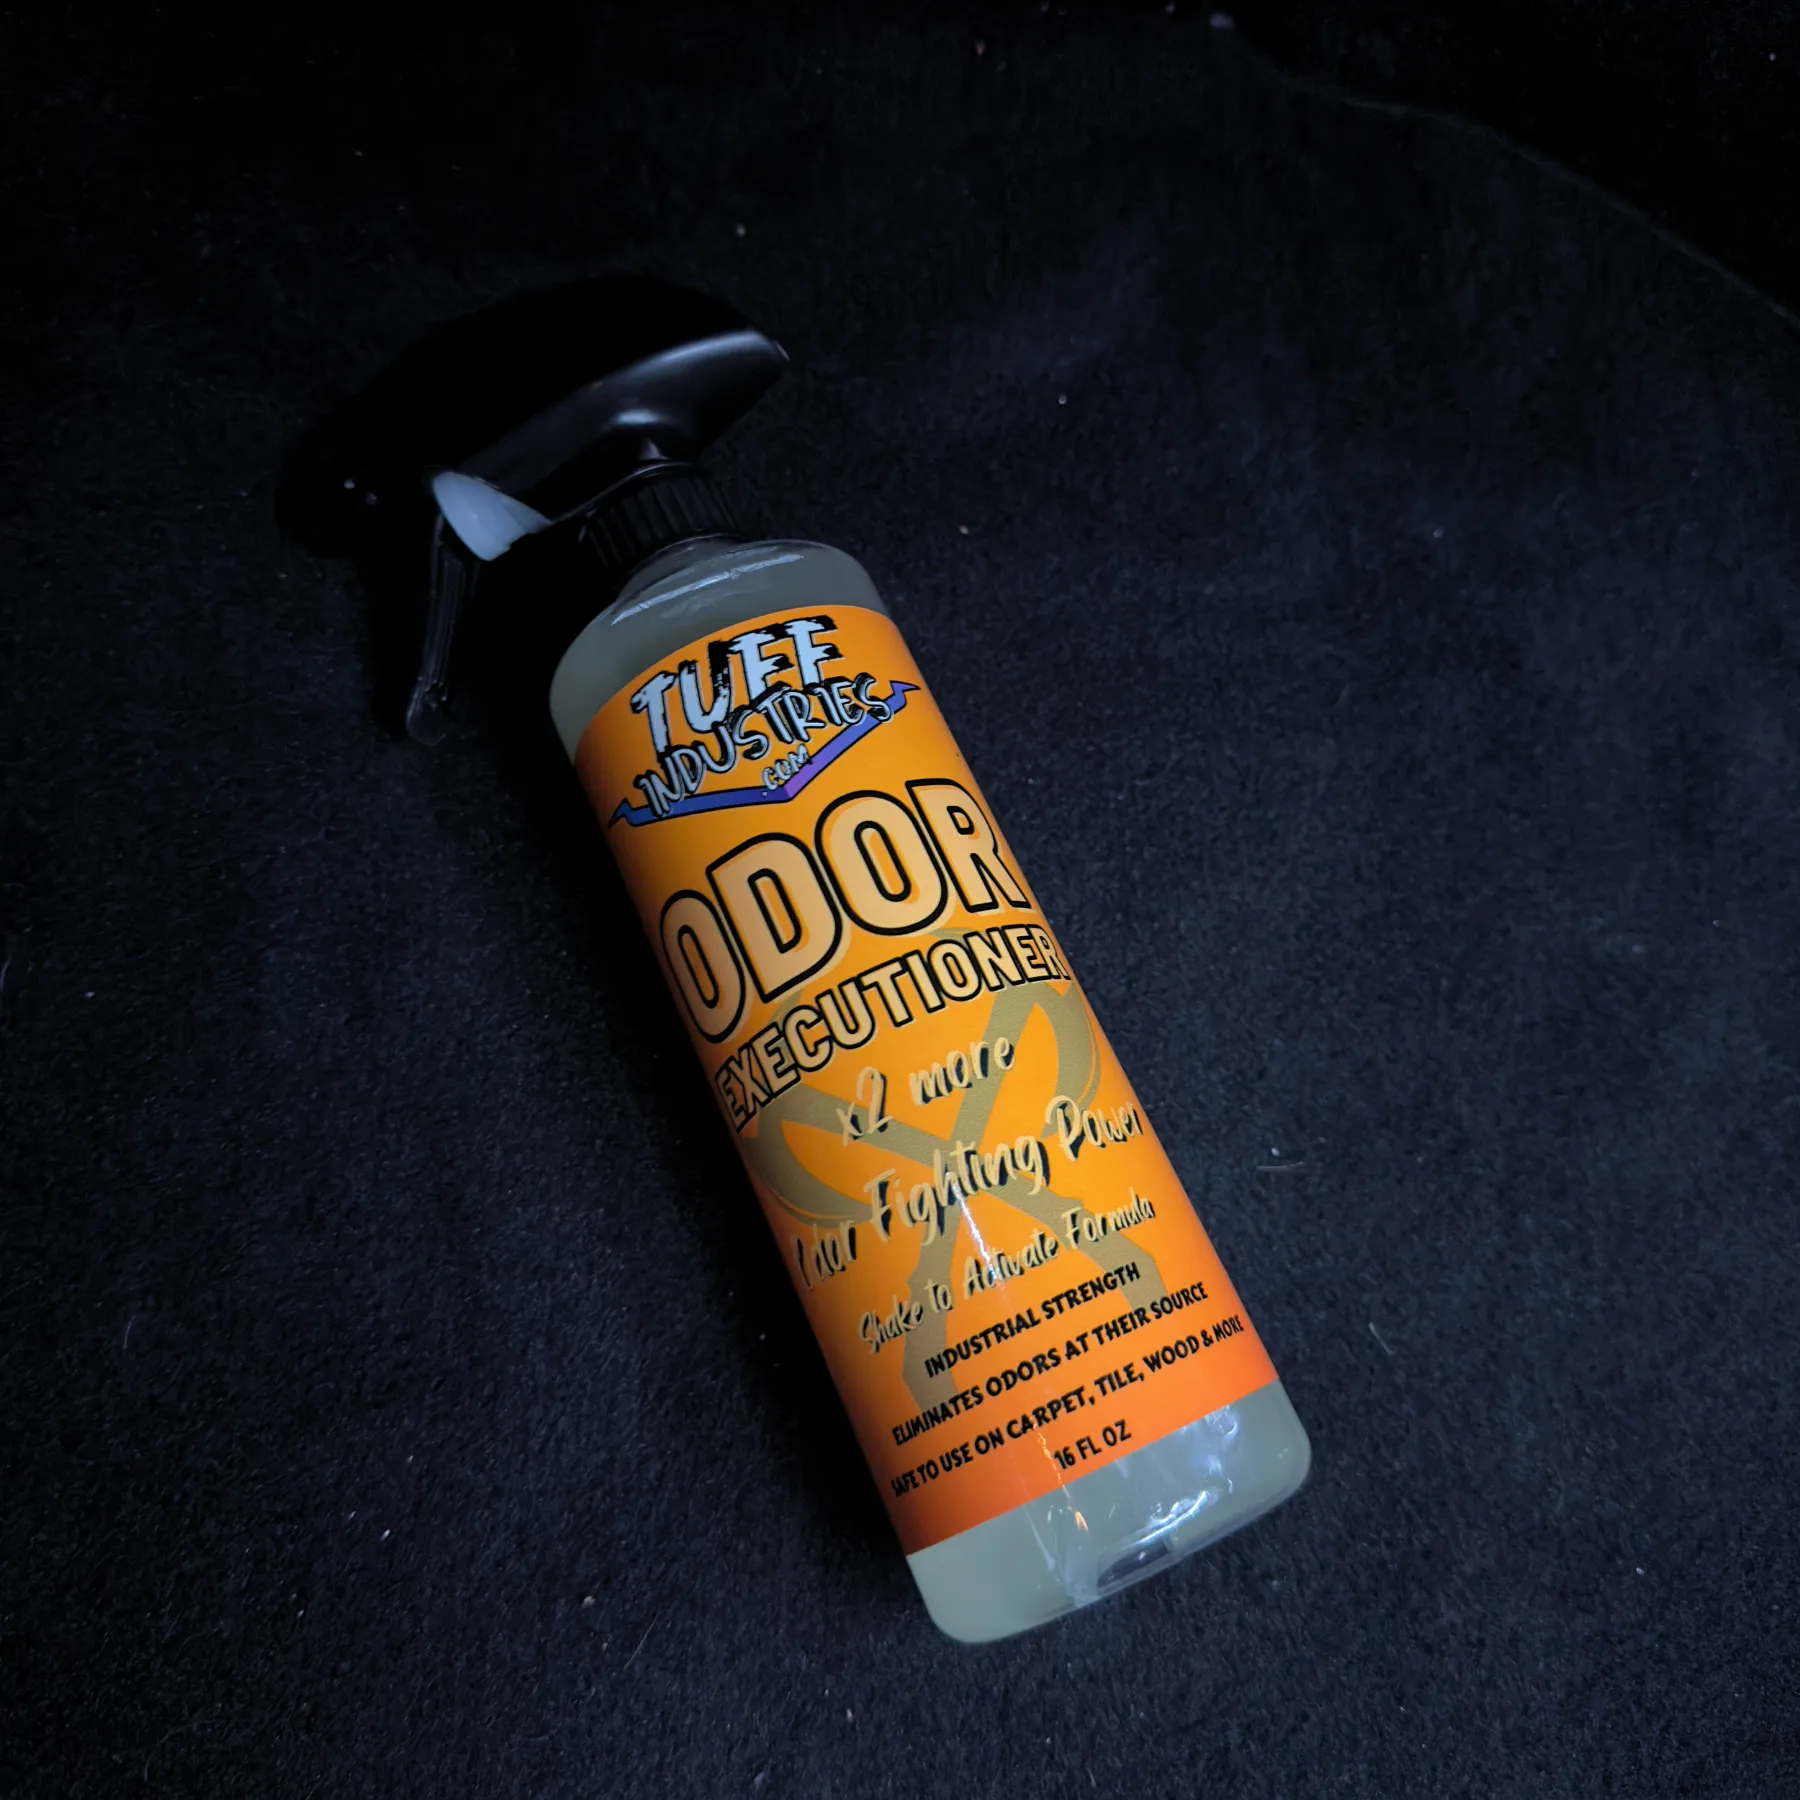 TUFF
INDUSTRIES
.COM
ODOR
EXECUTIONER
x2 more
Odor Fighting Power
Shake to Activate Formula
INDUSTRIAL STRENGTH
ELIMINATES ODORS AT THEIR SOURCE
SAFE TO USE ON CARPET, TILE, WOOD & MORE
16 FL OZ